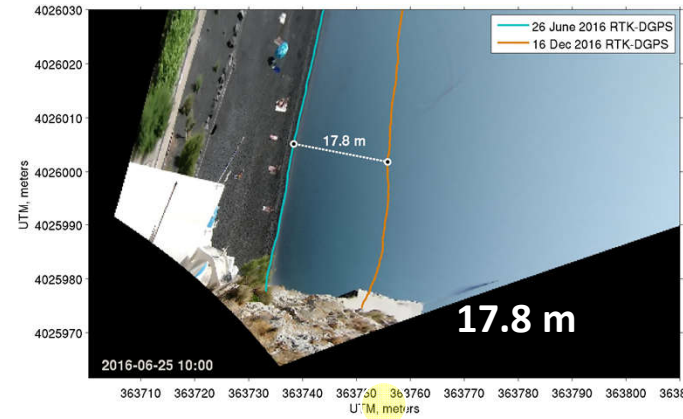 4026030
26 June 2016 RTK-DGPS
16 Dec 2016 RTK-DGPS
4026020
4026010
17.8 m
4026000
UTM, meters
4025990
4025980
17.8 m
4025970
2016-06-25 10:00
363710 363720 363730 363740 363750 363760 363770 363780 363790 363800 3638
UTM, meters